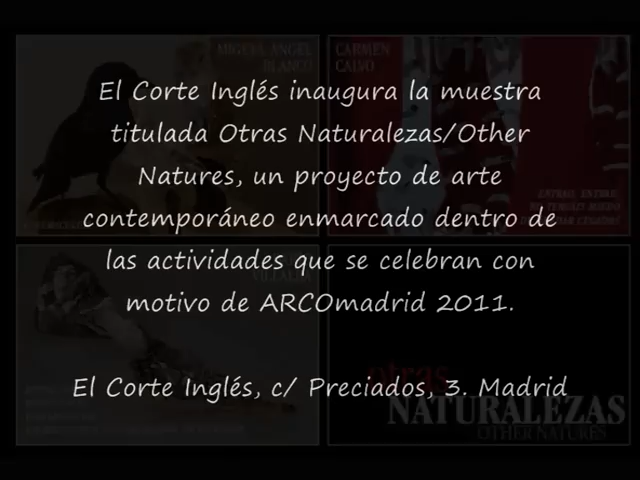 MIGUEL ANGEL
BLANCO
CARMEN
CALVO
El Corte Inglés inaugura la muestra
titulada Otras Naturalezas/Other
Natures, un proyecto de arte
contemporáneo enmarcado dentro de
las actividades que se celebran con
motivo de ARCOmadrid 2011.
El Corte Inglés, c/ Preciados, 3. Madrid
otras
NATURALEZAS
OTHER NATURES